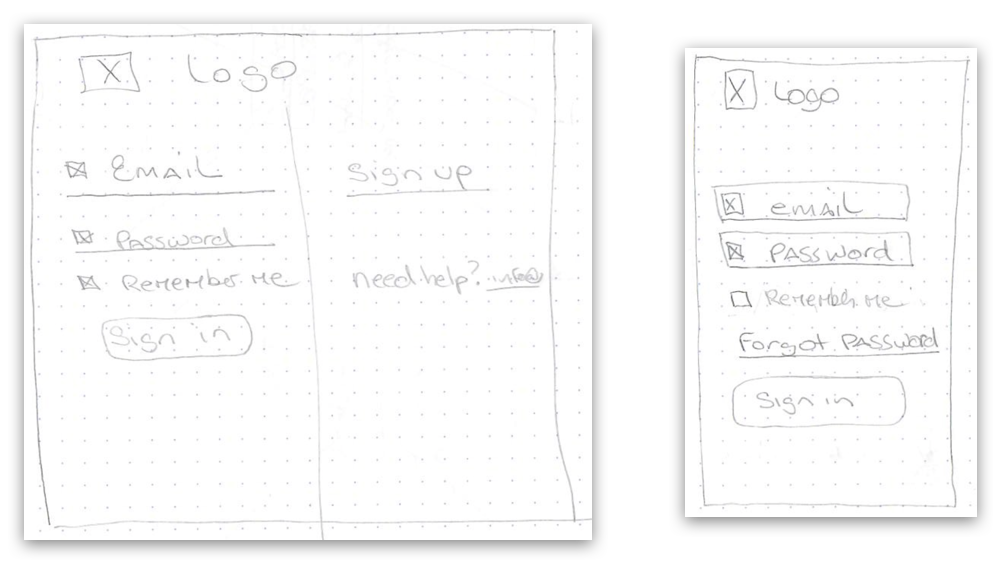 Logo
EMAIL
Password
Remember Me
Sign in
Sign up
need help? info@
Logo
EMAIL
PASSword
Remember Me
Forgot PASSword
Sign in